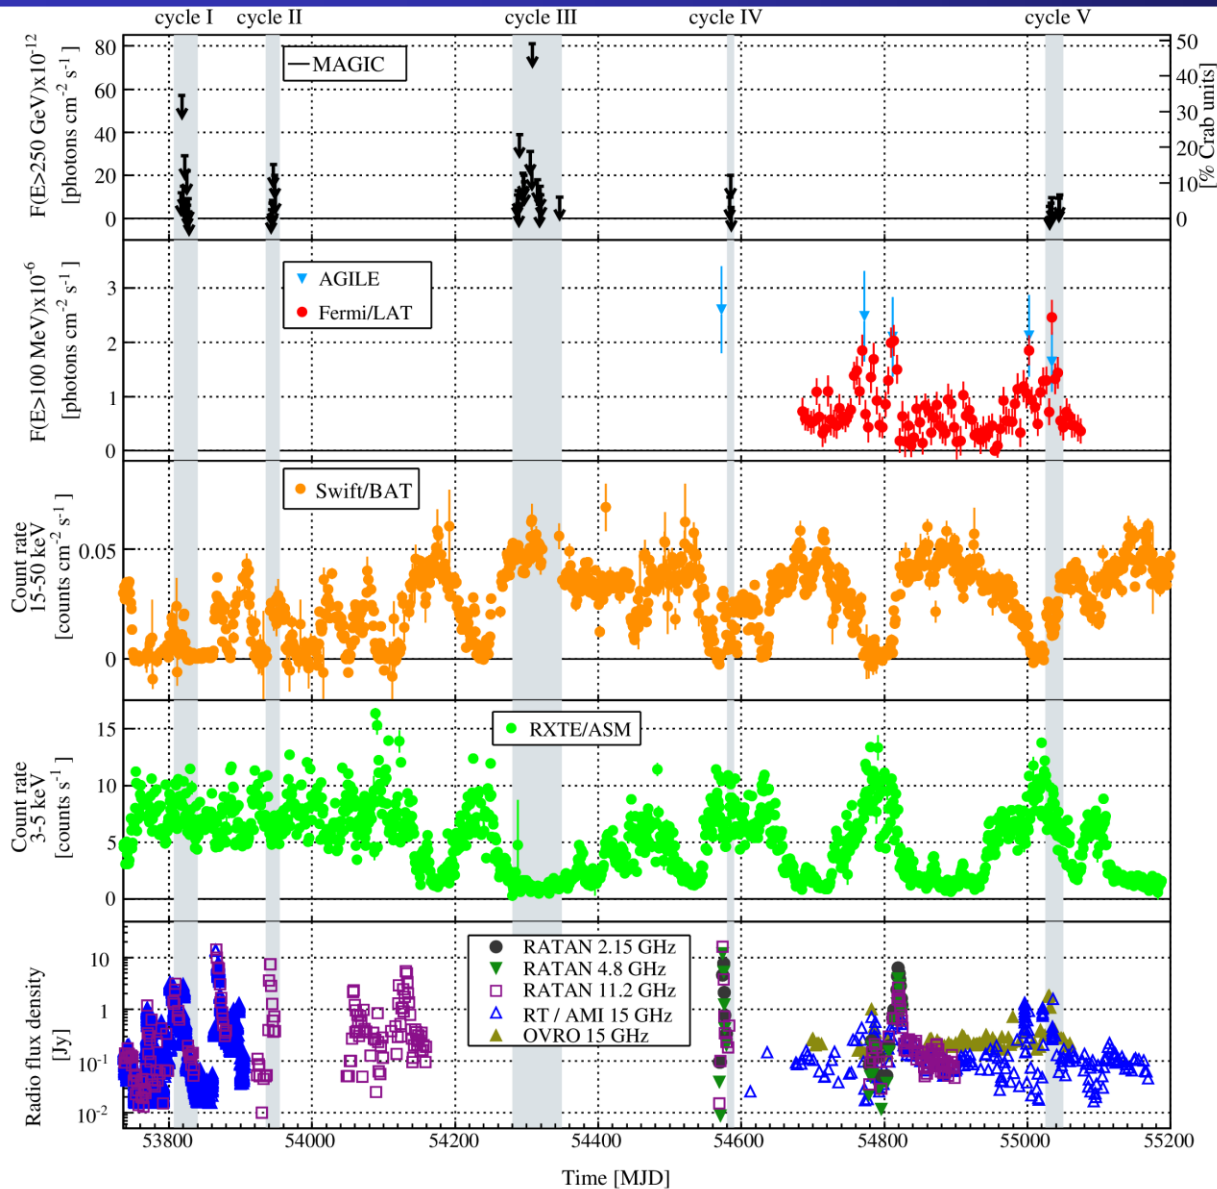 cycle I cycle II cycle III cycle IV cycle V
F(E>250 GeV)x10-12
[photons cm-2 s-1]
80
60
40
20
0
MAGIC
50
40
30
20
10
0
[% Crab units]
F(E>100 MeV)x10-6
[photons cm-2 s-1]
3
2
1
0
AGILE
Fermi/LAT
Count rate
15-50 keV
[counts cm-2 s-1]
0.05
0
Swift/BAT
Count rate
3-5 keV
[counts s-1]
15
10
5
0
RXTE/ASM
Radio flux density
[Jy]
10
1
10-1
10-2
RATAN 2.15 GHz
RATAN 4.8 GHz
RATAN 11.2 GHz
RT / AMI 15 GHz
OVRO 15 GHz
53800 54000 54200 54400 54600 54800 55000 55200
Time [MJD]